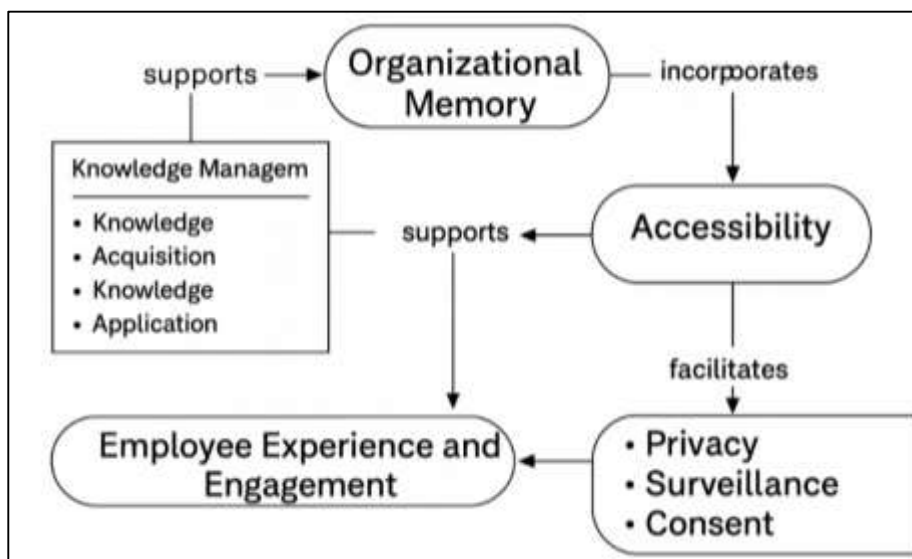 Organizational
Memory
supports
incorporates
Knowledge Managem
• Knowledge
• Acquisition
• Knowledge
• Application
supports
Accessibility
facilitates
Employee Experience and
Engagement
• Privacy
• Surveillance
• Consent